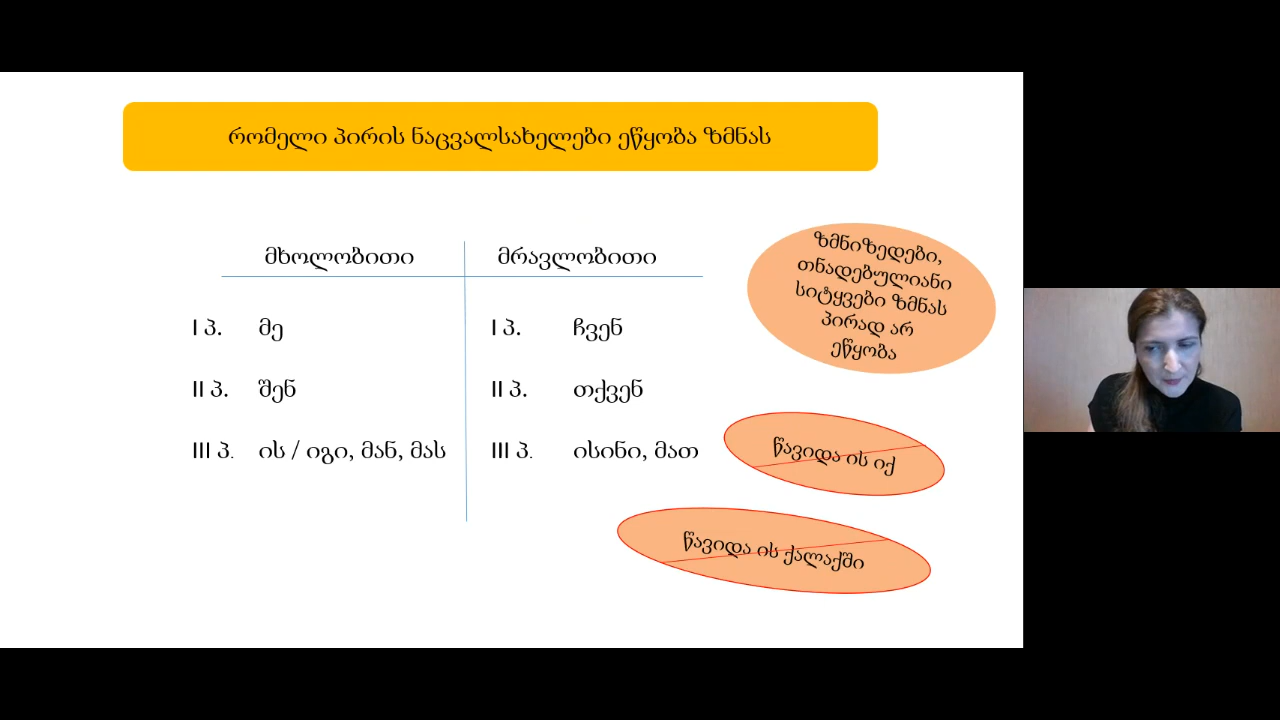 რომელი პირის ნაცვალსახელები ეწყობა ზმნას
მხოლობითი მრავლობითი
I პ. მე I პ. ჩვენ
II პ. შენ II პ. თქვენ
III პ. ის / იგი, მან, მას III პ. ისინი, მათ
ზმნიზედები,
თნადებულიანი
სიტყვები ზმნას
პირად არ
ეწყობა
წავიდა ის იქ
წავიდა ის ქალაქში